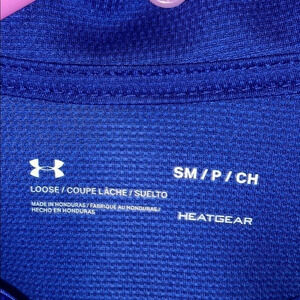 SM / P / CH
LOOSE / COUPE LÂCHE / SUELTO
MADE IN HONDURAS / FABRIQUÉ AU HONDURAS /
HECHO EN HONDURAS
HEATGEAR